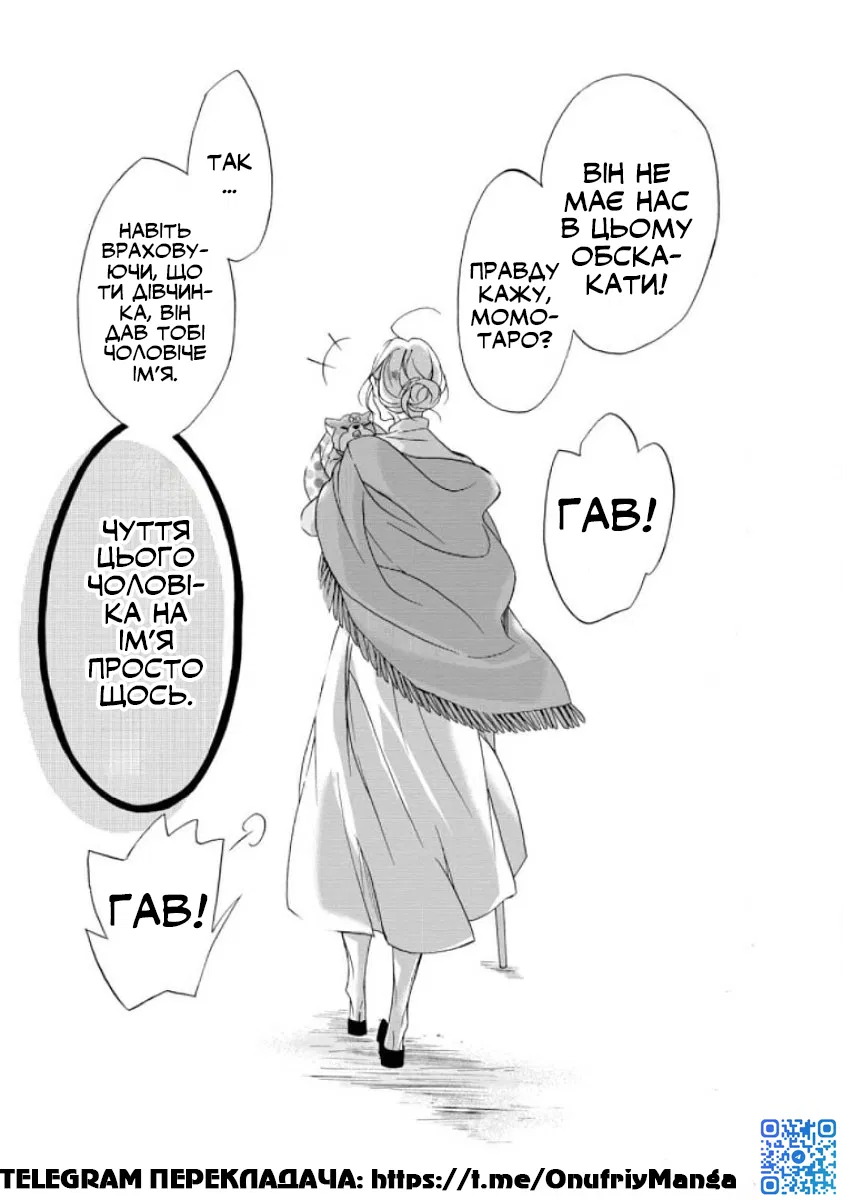 ВІН НЕ
МАЄ НАС
В ЦЬОМУ
ОБСКА-
КАТИ!
ПРАВДУ
КАЖУ,
МОМО-
ТАРО?
ГАВ!
ТАК
...
НАВІТЬ
ВРАХОВУ-
ЮЧИ, ЩО
ТИ ДІВЧИН-
КА, ВІН
ДАВ ТОБІ
ЧОЛОВІЧЕ
ІМ'Я.
ЧУТТЯ
ЦЬОГО
ЧОЛОВІ-
КА НА
ІМ'Я
ПРОСТО
ЩОСЬ.
ГАВ!
TELEGRAM ПЕРЕКЛАДАЧА: https://t.me/OnufriyManga